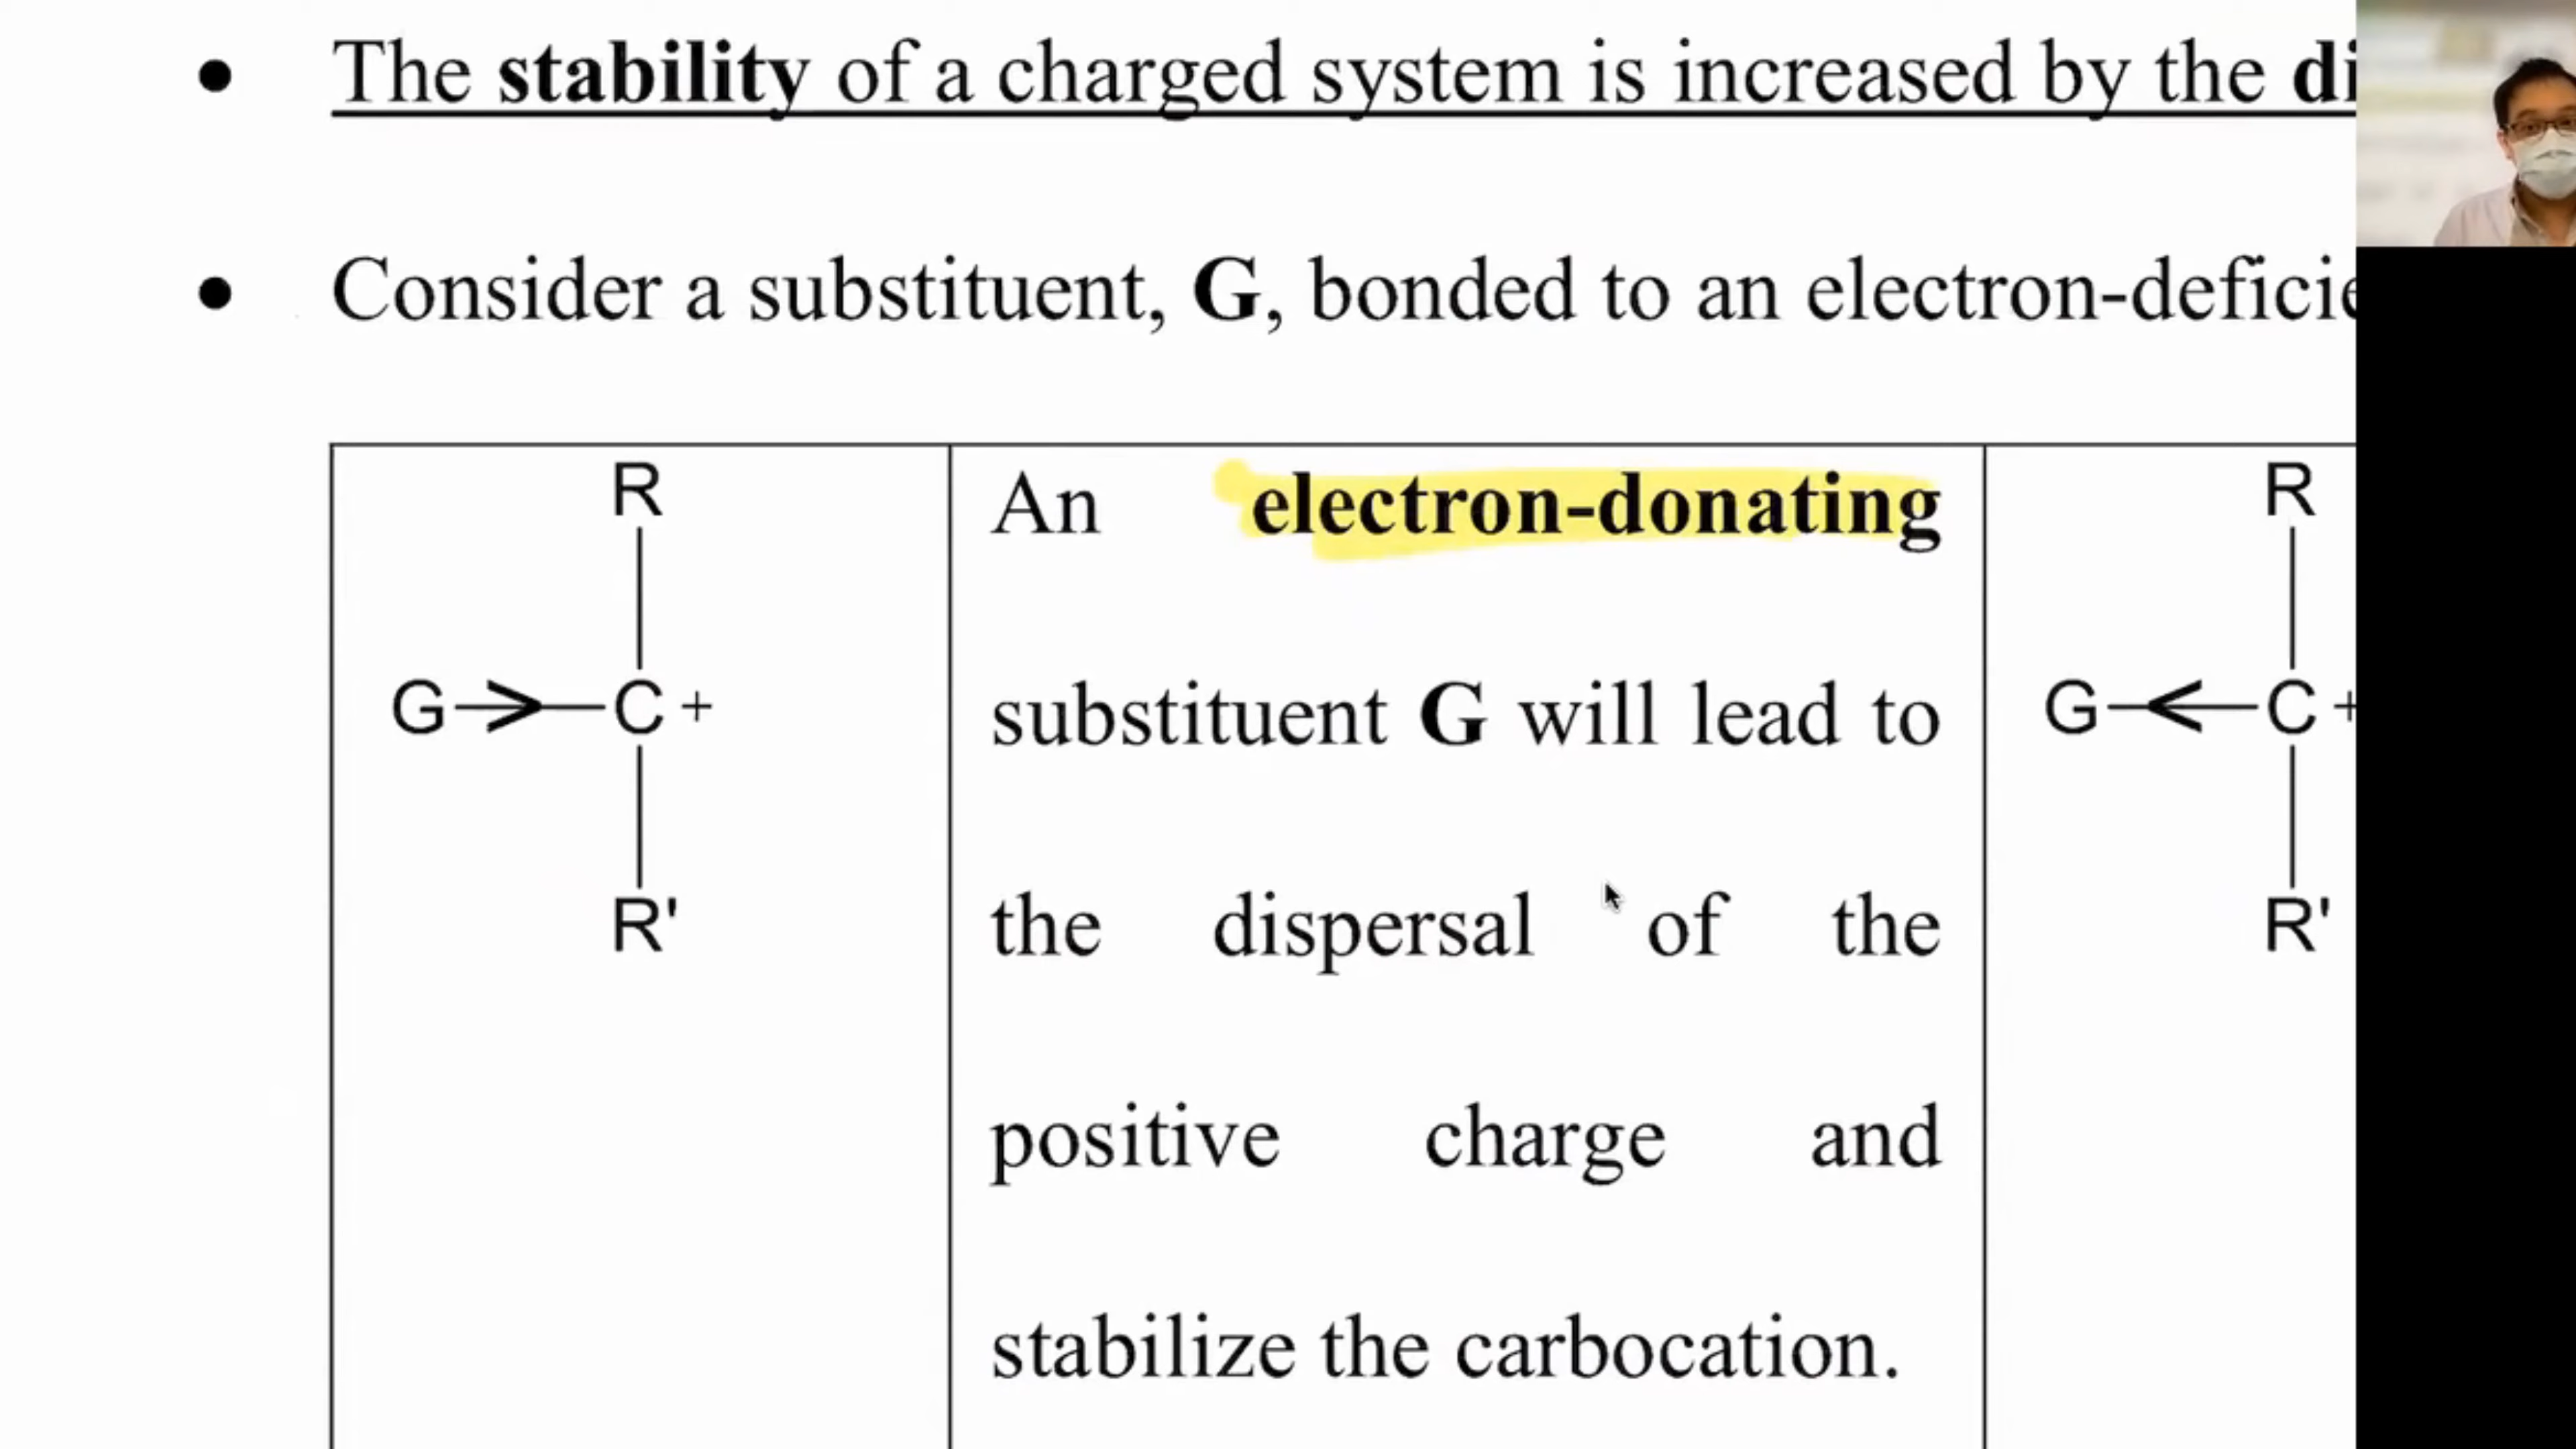 The stability of a charged system is increased by the
Consider a substituent, G, bonded to an electron-
R
G C +
R'
An electron-donating
substituent G will lead to
the dispersal of the
positive charge and
stabilize the carbocation.
R
G C +
R'